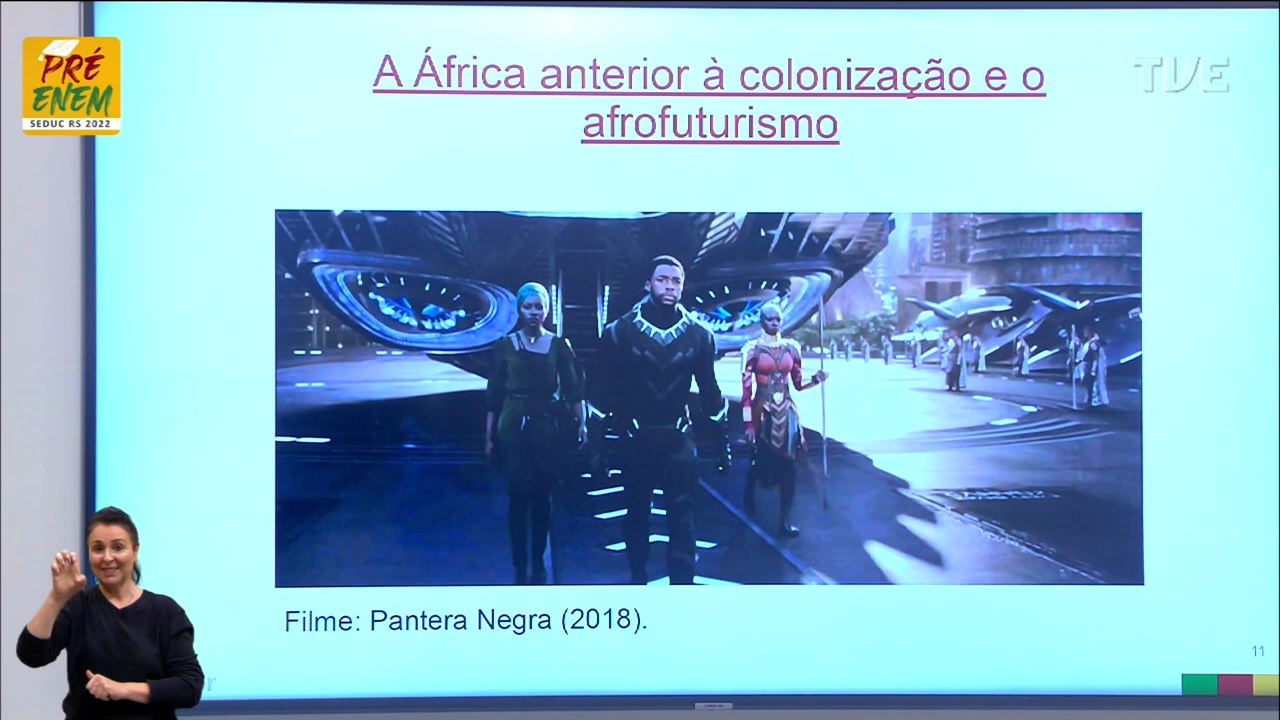 PRÉ
ENEM
SEDUC RS 2022
TVE
A África anterior à colonização e o
afrofuturismo
Filme: Pantera Negra (2018).
11